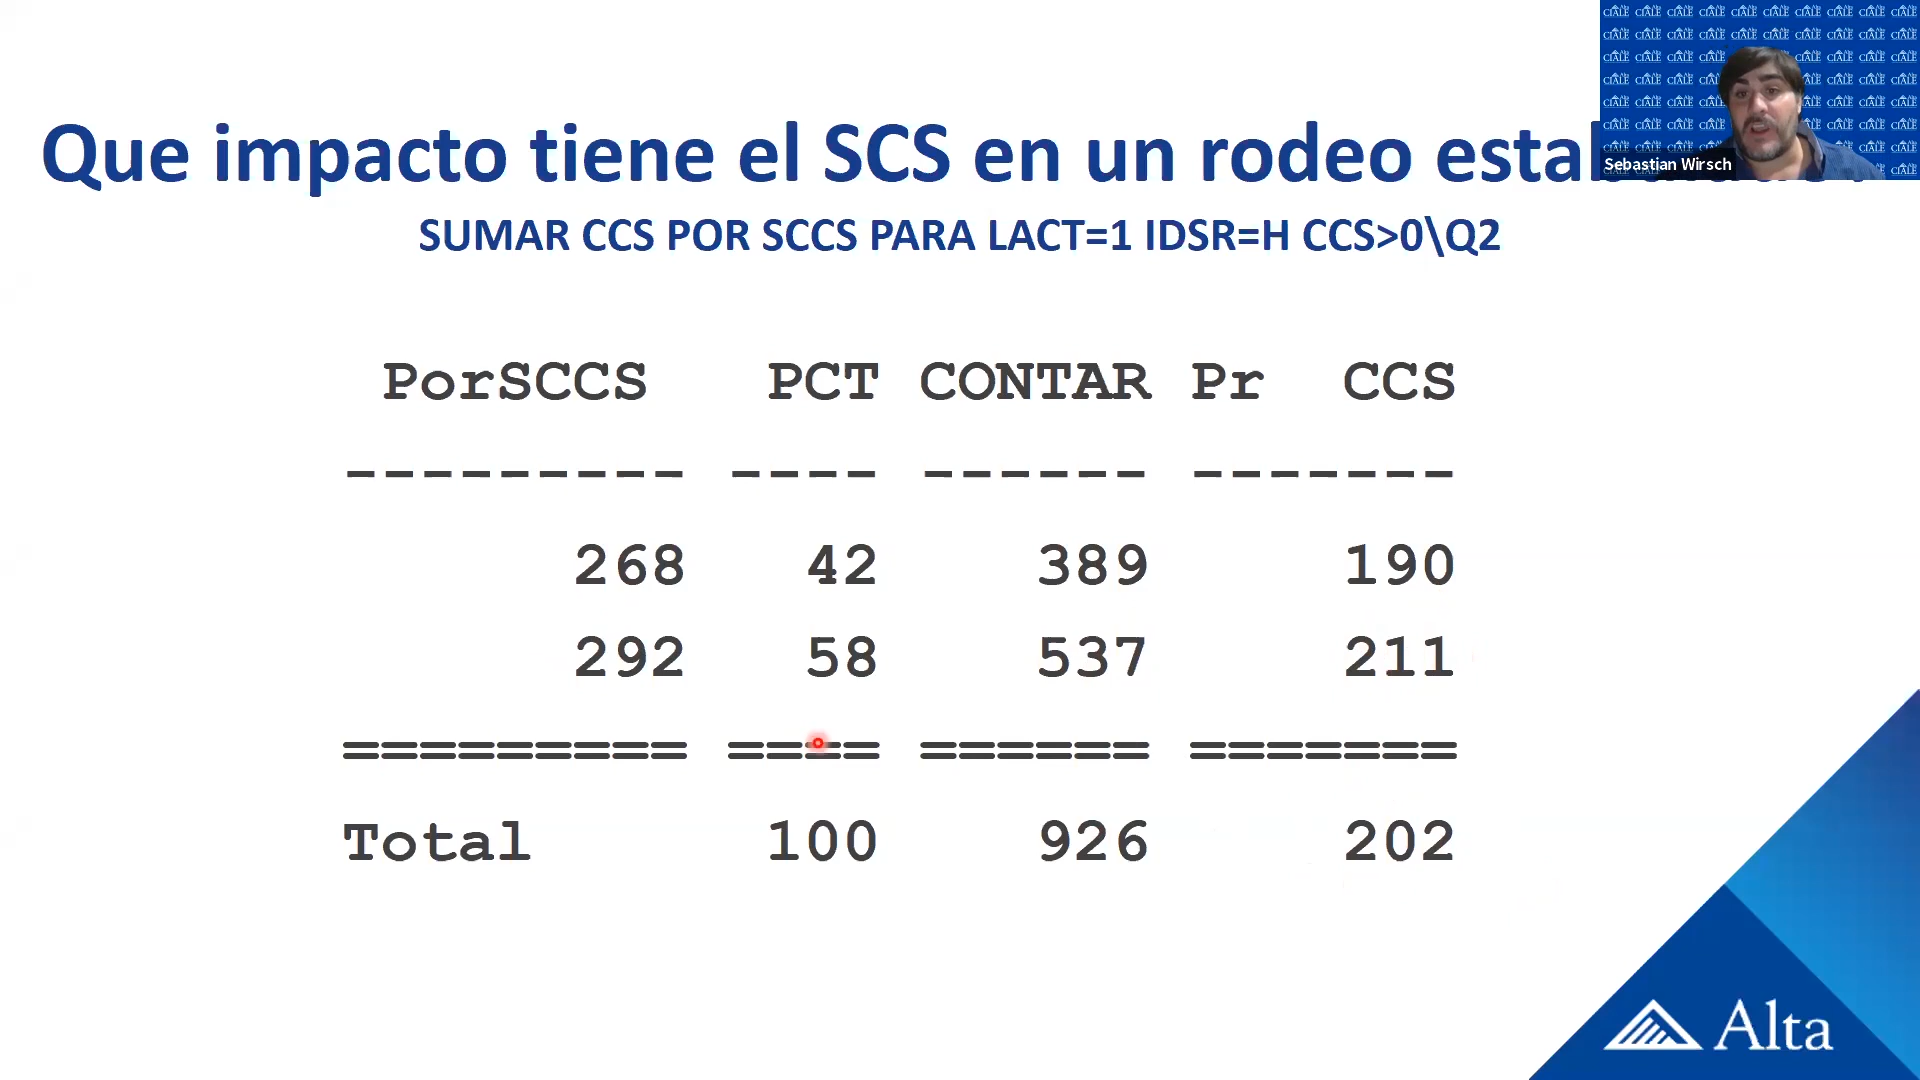 Que impacto tiene el SCS en un rodeo
SUMAR CCS POR SCCS PARA LACT=1 IDSR=H CCS>0\Q2
PorSCCS PCT CONTAR Pr CCS
--------- ---- ------ -------
268 42 389 190
292 58 537 211
========= ==== ====== =======
Total 100 926 202
Sebastian Wirsch
CIALE
Alta